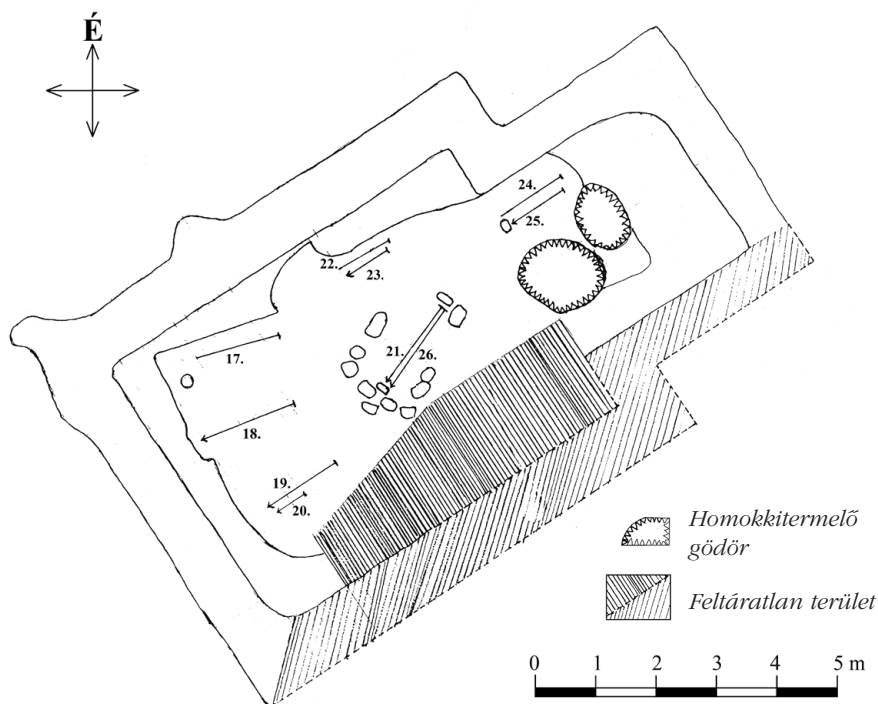 É
24.
25.
22.
23.
17.
21.
26.
18.
19.
20.
Homokkitermelő
gödör
Feltáratlan terület
0 1 2 3 4 5 m